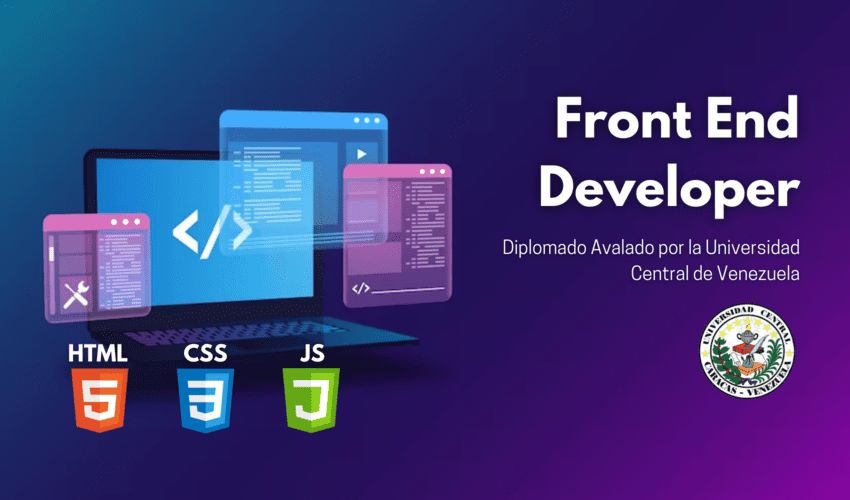 Front End
Developer
Diplomado Avalado por la Universidad
Central de Venezuela
UNIVERSIDAD CENTRAL
CARACAS - VENEZUELA
</>
</>
HTML
CSS
JS
5
3
J